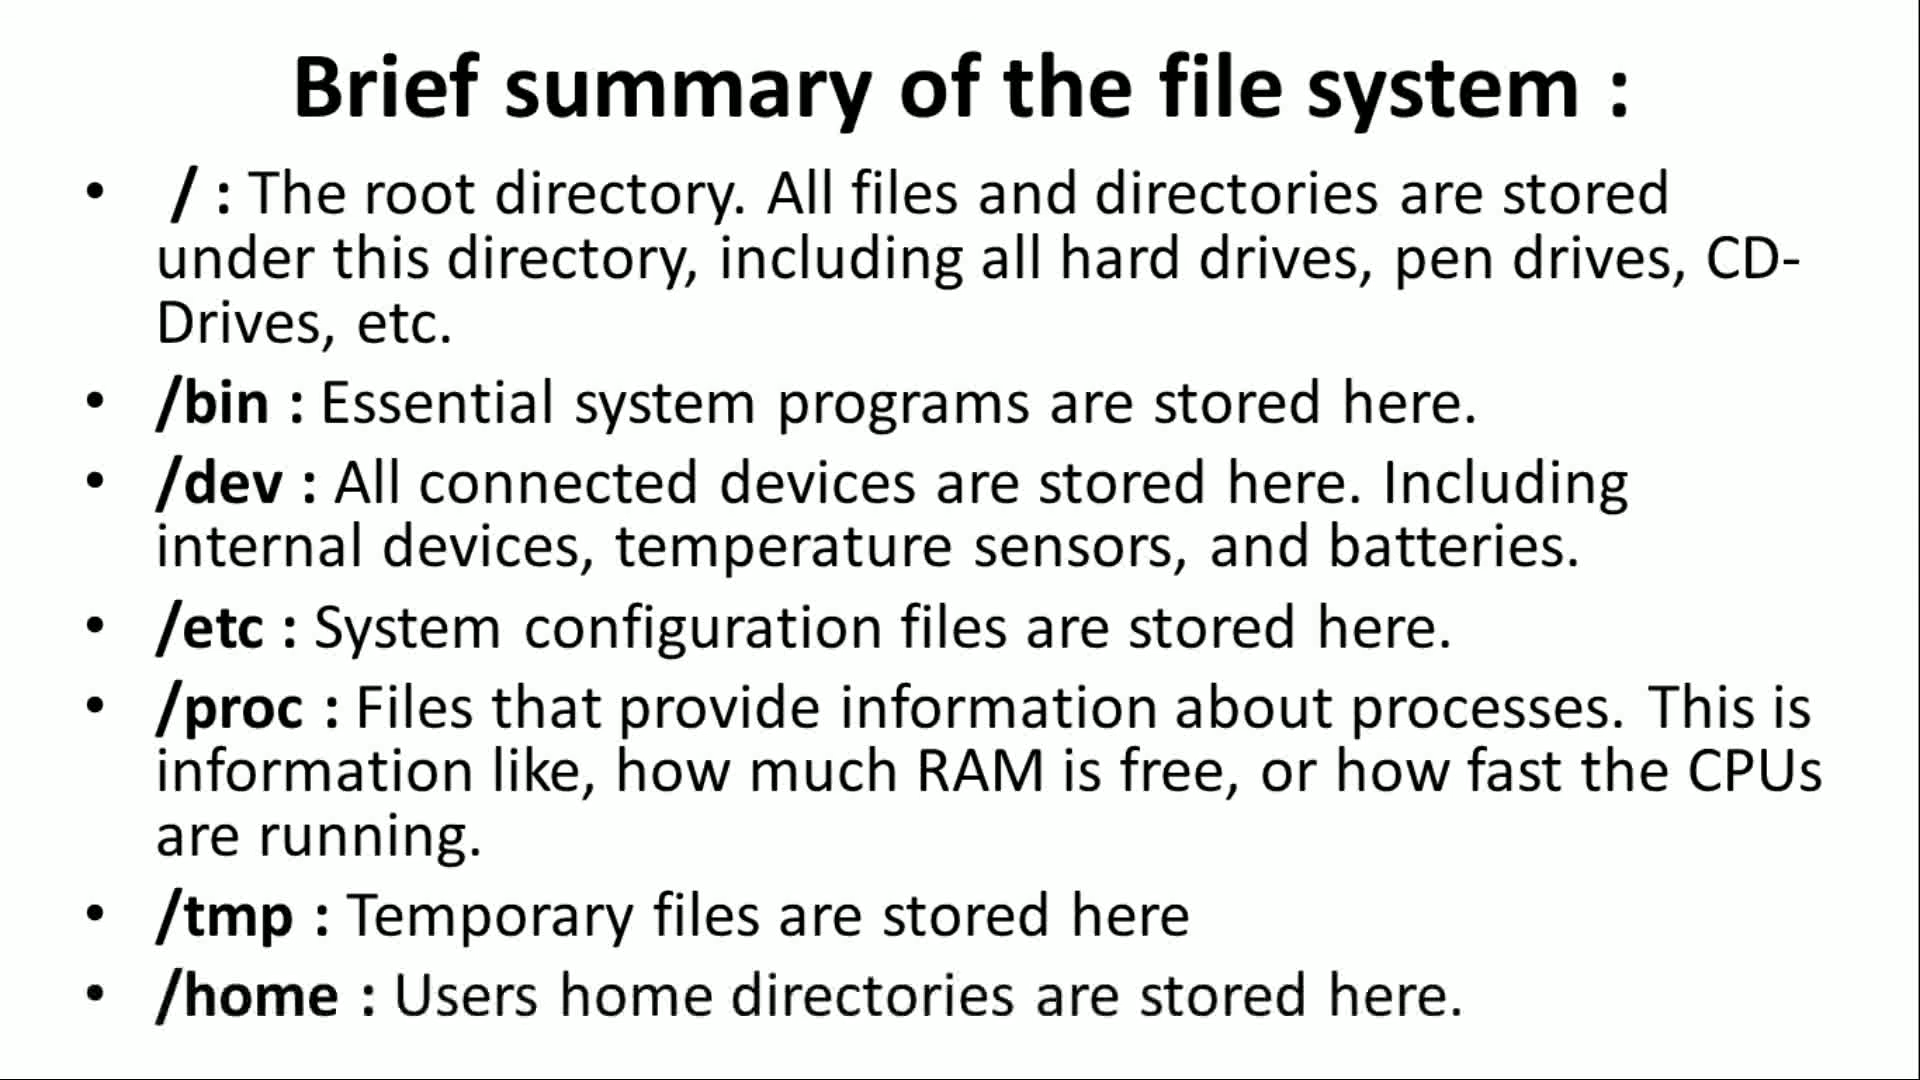 Brief summary of the file system :
• / : The root directory. All files and directories are stored
under this directory, including all hard drives, pen drives, CD-
Drives, etc.
• /bin : Essential system programs are stored here.
• /dev : All connected devices are stored here. Including
internal devices, temperature sensors, and batteries.
• /etc : System configuration files are stored here.
• /proc : Files that provide information about processes. This is
information like, how much RAM is free, or how fast the CPUs
are running.
• /tmp : Temporary files are stored here
• /home : Users home directories are stored here.